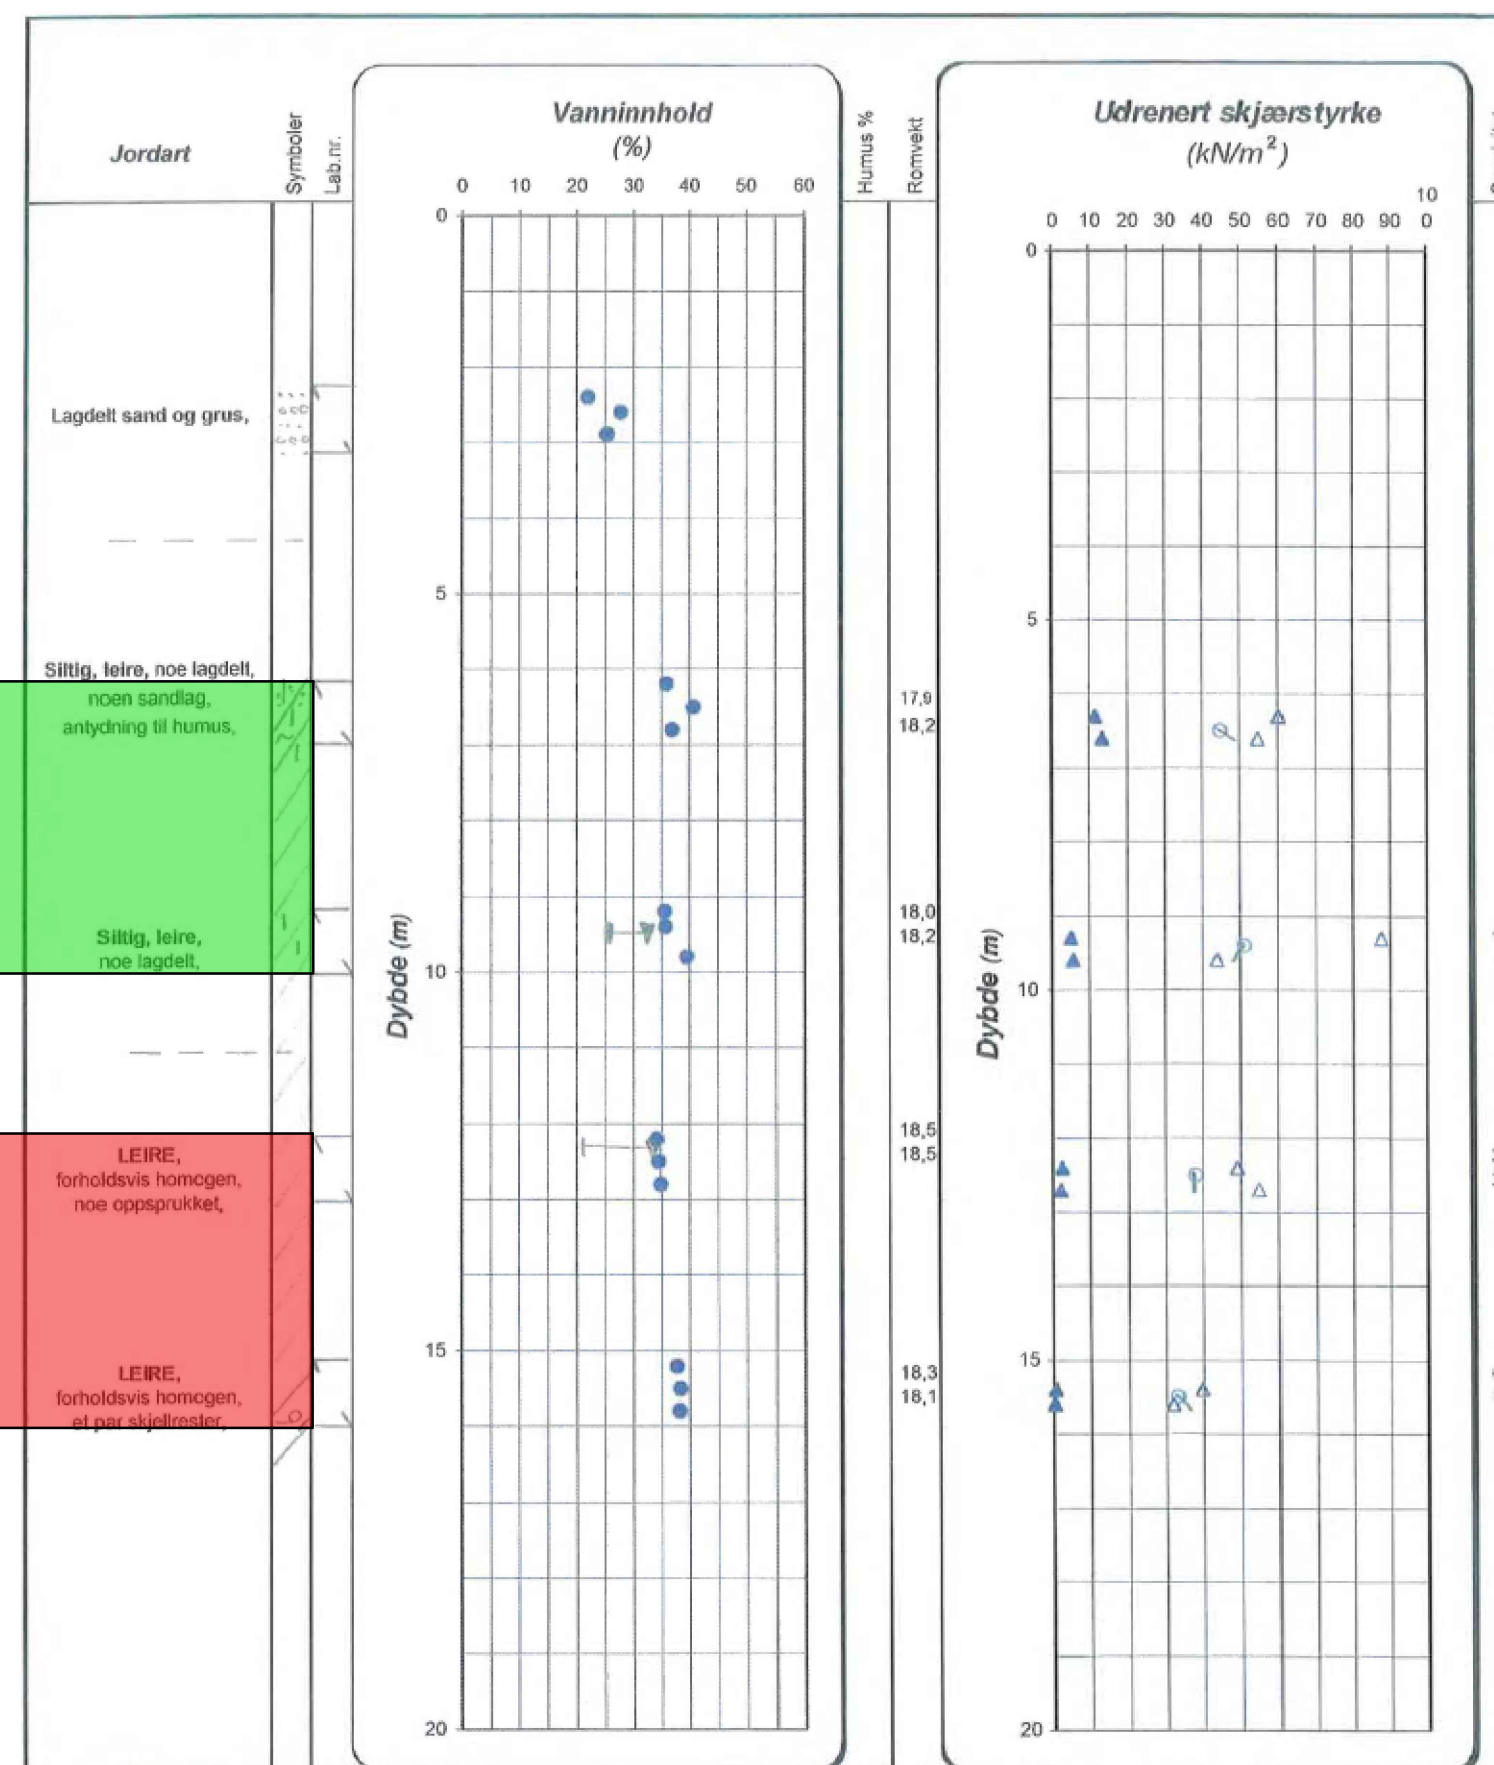 Jordart
Symboler
Lab.nr.
Vanninnhold
(%)
0 10 20 30 40 50 60
Humus %
Romvekt
Udrenert skjærstyrke
(kN/m²)
10
0 10 20 30 40 50 60 70 80 90 0
0
0
Lagdelt sand og grus,
5
5
Siltig, leire, noe lagdelt,
noen sandlag,
antydning til humus,
17,9
18,2
Siltig, leire,
noe lagdelt,
18,0
18,2
Dybde (m)
10
Dybde (m)
10
LEIRE,
forholdsvis homogen,
noe oppsprukket,
18,5
18,5
15
15
LEIRE,
forholdsvis homogen,
et par skjellrester,
18,3
18,1
20
20